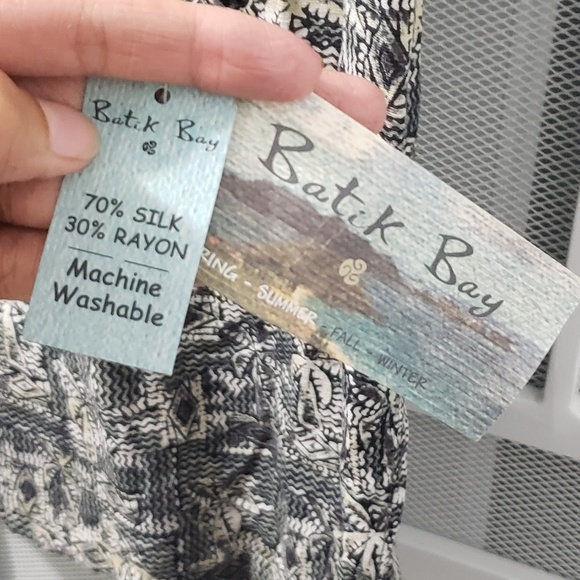 Batik Bay
70% SILK
30% RAYON
Machine
Washable
Batik Bay
RING - SUMMER - FALL - WINTER